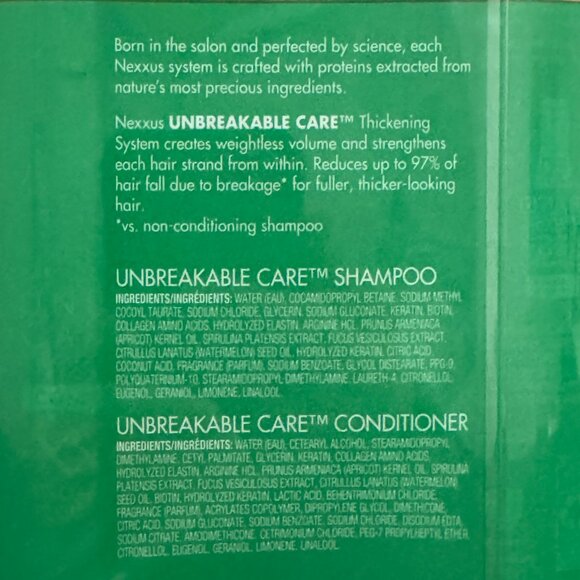 Born in the salon and perfected by science, each
Nexxus system is crafted with proteins extracted from
nature's most precious ingredients.
Nexxus UNBREAKABLE CARE™ Thickening
System creates weightless volume and strengthens
each hair strand from within. Reduces up to 97% of
hair fall due to breakage* for fuller, thicker-looking
hair.
*vs. non-conditioning shampoo
UNBREAKABLE CARE™ SHAMPOO
INGREDIENTS/INGRÉDIENTS: WATER (EAU), COCAMIDOPROPYL BETAINE, SODIUM METHYL
COCOYL TAURATE, SODIUM CHLORIDE, GLYCERIN, SODIUM GLUCONATE, KERATIN, BIOTIN,
COLLAGEN AMINO ACIDS, HYDROLYZED ELASTIN, ARGININE HCL, PRUNUS ARMENIACA
(APRICOT) KERNEL OIL, SPIRULINA PLATENSIS EXTRACT, FUCUS VESICULOSUS EXTRACT,
CITRULLUS LANATUS (WATERMELON) SEED OIL, HYDROLYZED KERATIN, CITRIC ACID,
COCONUT ACID, FRAGRANCE (PARFUM), SODIUM BENZOATE, GLYCOL DISTEARATE, PPG-9,
POLYQUATERNIUM-10, STEARAMIDOPROPYL DIMETHYLAMINE, LAURETH-4, CITRONELLOL,
EUGENOL, GERANIOL, LIMONENE, LINALOOL.
UNBREAKABLE CARE™ CONDITIONER
INGREDIENTS/INGRÉDIENTS: WATER (EAU), CETEARYL ALCOHOL, STEARAMIDOPROPYL
DIMETHYLAMINE, CETYL PALMITATE, GLYCERIN, KERATIN, COLLAGEN AMINO ACIDS,
HYDROLYZED ELASTIN, ARGININE HCL, PRUNUS ARMENIACA (APRICOT) KERNEL OIL, SPIRULINA
PLATENSIS EXTRACT, FUCUS VESICULOSUS EXTRACT, CITRULLUS LANATUS (WATERMELON)
SEED OIL, BIOTIN, HYDROLYZED KERATIN, LACTIC ACID, BEHENTRIMONIUM CHLORIDE,
FRAGRANCE (PARFUM), ACRYLATES COPOLYMER, DIPROPYLENE GLYCOL, DIMETHICONE,
CITRIC ACID, SODIUM GLUCONATE, SODIUM BENZOATE, SODIUM CHLORIDE, DISODIUM EDTA,
SODIUM CITRATE, AMODIMETHICONE, CETRIMONIUM CHLORIDE, PEG-7 PROPYLHEPTYL ETHER,
CITRONELLOL, EUGENOL, GERANIOL, LIMONENE, LINALOOL.